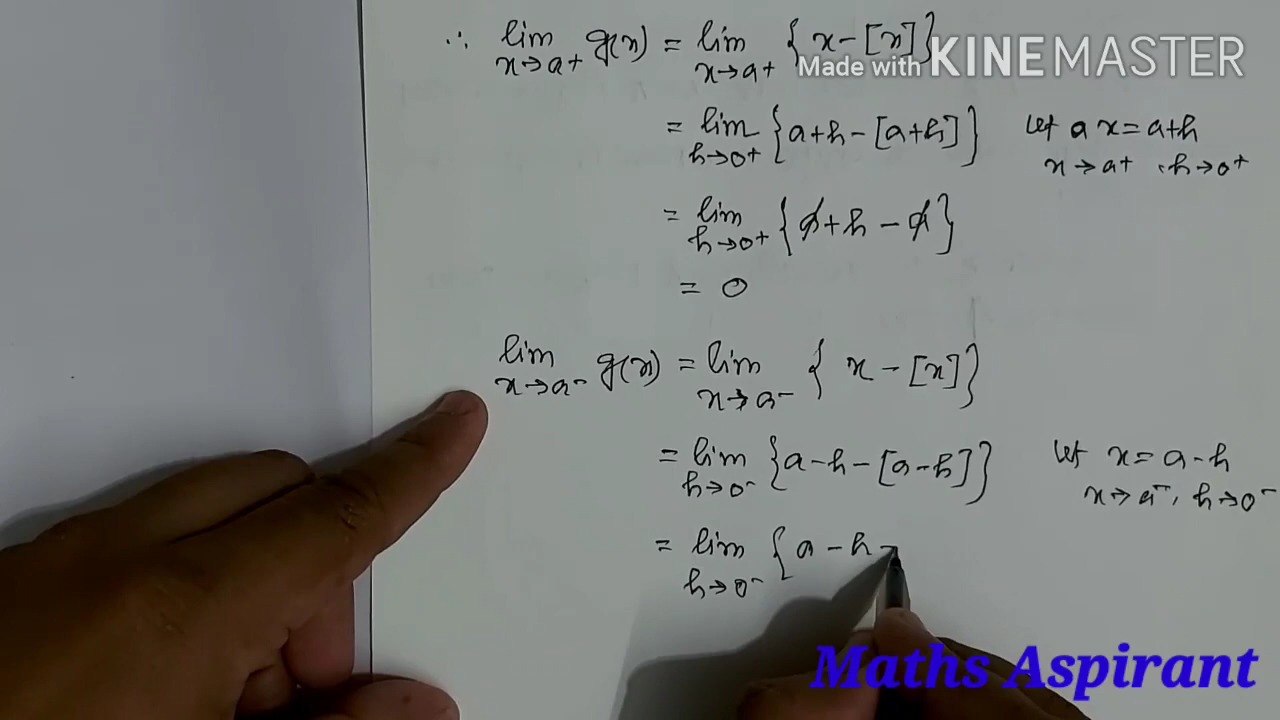 ∴ lim x→a+ g(x) = lim x→a+ {x-[x]}
Made with KINEMASTER
= lim h→0+ {a+h-[a+h]} let a x=a+h
x→a+, h→0+
= lim h→0+ {a+h-a}
= 0
lim x→a- g(x) = lim x→a- {x-[x]}
= lim h→0- {a-h-[a-h]} let x=a-h
x→a-, h→0-
= lim h→0- {a-h-
Maths Aspirant